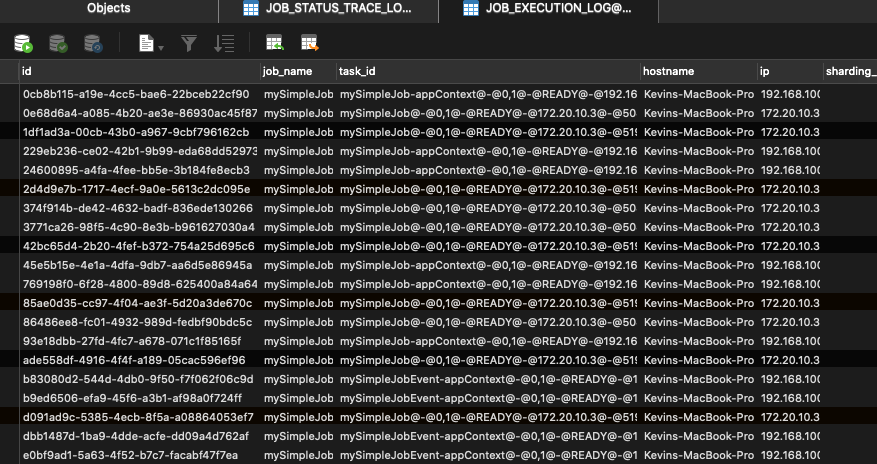 Objects JOB_STATUS_TRACE_LO... JOB_EXECUTION_LOG@...
id job_name task_id hostname ip sharding_
0cb8b115-a19e-4cc5-bae6-22bceb22cf90 mySimpleJob mySimpleJob-appContext@-@0,1@-@READY@-@192.16 Kevins-MacBook-Pro 192.168.100
0e68d6a4-a085-4b20-ae3e-86930ac45f87 mySimpleJob mySimpleJob@-@0,1@-@READY@-@172.20.10.3@-@50 Kevins-MacBook-Pro 172.20.10.3
1df1ad3a-00cb-43b0-a967-9cbf796162cb mySimpleJob mySimpleJob@-@0,1@-@READY@-@172.20.10.3@-@519 Kevins-MacBook-Pro 172.20.10.3
229eb236-ce02-42b1-9b99-eda68dd52973 mySimpleJob mySimpleJob-appContext@-@0,1@-@READY@-@192.16 Kevins-MacBook-Pro 192.168.100
24600895-a4fa-4fee-bb5e-3b184fe8ecb3 mySimpleJob mySimpleJob-appContext@-@0,1@-@READY@-@192.16 Kevins-MacBook-Pro 192.168.100
2d4d9e7b-1717-4ecf-9a0e-5613c2dc095e mySimpleJob mySimpleJob@-@0,1@-@READY@-@172.20.10.3@-@519 Kevins-MacBook-Pro 172.20.10.3
374f914b-de42-4632-badf-836ede130266 mySimpleJob mySimpleJob@-@0,1@-@READY@-@172.20.10.3@-@50 Kevins-MacBook-Pro 172.20.10.3
3771ca26-98f5-4c90-8e3b-b961627030a4 mySimpleJob mySimpleJob@-@0,1@-@READY@-@172.20.10.3@-@50 Kevins-MacBook-Pro 172.20.10.3
42bc65d4-2b20-4fef-b372-754a25d695c6 mySimpleJob mySimpleJob@-@0,1@-@READY@-@172.20.10.3@-@519 Kevins-MacBook-Pro 172.20.10.3
45e5b15e-4e1a-4dfa-9db7-aa6d5e86945a mySimpleJob mySimpleJob-appContext@-@0,1@-@READY@-@192.16 Kevins-MacBook-Pro 192.168.100
769198f0-6f28-4800-89d8-625400a84a64 mySimpleJob mySimpleJob-appContext@-@0,1@-@READY@-@192.16 Kevins-MacBook-Pro 192.168.100
85ae0d35-cc97-4f04-ae3f-5d20a3de670c mySimpleJob mySimpleJob@-@0,1@-@READY@-@172.20.10.3@-@519 Kevins-MacBook-Pro 172.20.10.3
86486ee8-fc01-4932-989d-fedbf90bdc5c mySimpleJob mySimpleJob@-@0,1@-@READY@-@172.20.10.3@-@50 Kevins-MacBook-Pro 172.20.10.3
93e18dbb-27fd-4fc7-a678-071c1f85165f mySimpleJob mySimpleJob-appContext@-@0,1@-@READY@-@192.16 Kevins-MacBook-Pro 192.168.100
ade558df-4916-4f4f-a189-05cac596ef96 mySimpleJob mySimpleJob@-@0,1@-@READY@-@172.20.10.3@-@519 Kevins-MacBook-Pro 172.20.10.3
b83080d2-544d-4db0-9f50-f7f062f06c9d mySimpleJob mySimpleJobEvent-appContext@-@0,1@-@READY@-@1 Kevins-MacBook-Pro 192.168.100
b9ed6506-efa9-45f6-a3b1-af98a0f724ff mySimpleJob mySimpleJobEvent-appContext@-@0,1@-@READY@-@1 Kevins-MacBook-Pro 192.168.100
d091ad9c-5385-4ecb-8f5a-a08864053ef7 mySimpleJob mySimpleJob@-@0,1@-@READY@-@172.20.10.3@-@519 Kevins-MacBook-Pro 172.20.10.3
dbb1487d-1ba9-4dde-acfe-dd09a4d762af mySimpleJob mySimpleJobEvent-appContext@-@0,1@-@READY@-@1 Kevins-MacBook-Pro 192.168.100
e0bf9ad1-5a63-4f52-b7c7-facabf47f7ea mySimpleJob mySimpleJobEvent-appContext@-@0,1@-@READY@-@1 Kevins-MacBook-Pro 192.168.100